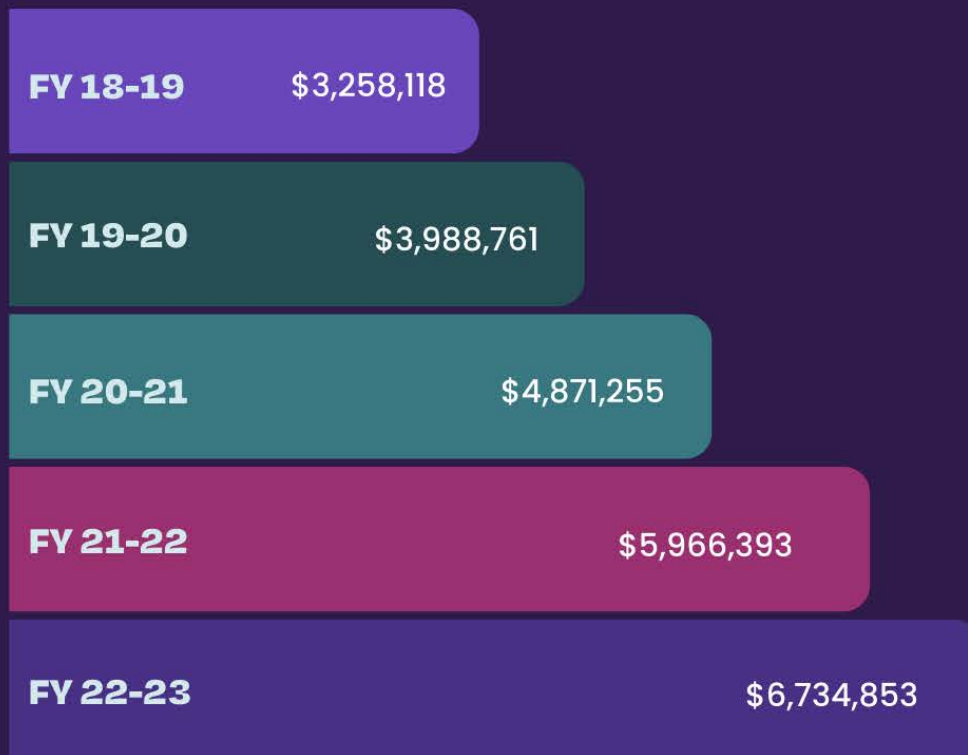 FY 18-19 $3,258,118
FY 19-20 $3,988,761
FY 20-21 $4,871,255
FY 21-22 $5,966,393
FY 22-23 $6,734,853